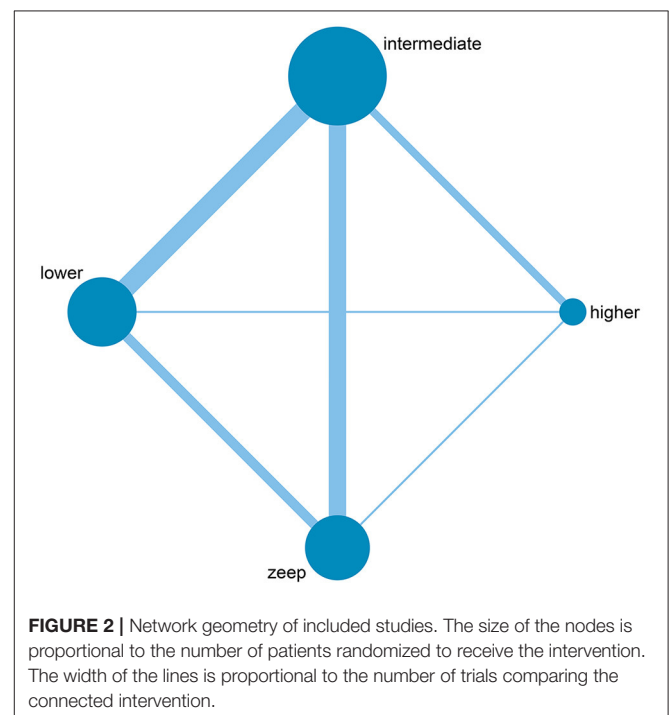 intermediate
lower
higher
zeep
FIGURE 2 | Network geometry of included studies. The size of the nodes is
proportional to the number of patients randomized to receive the intervention.
The width of the lines is proportional to the number of trials comparing the
connected intervention.